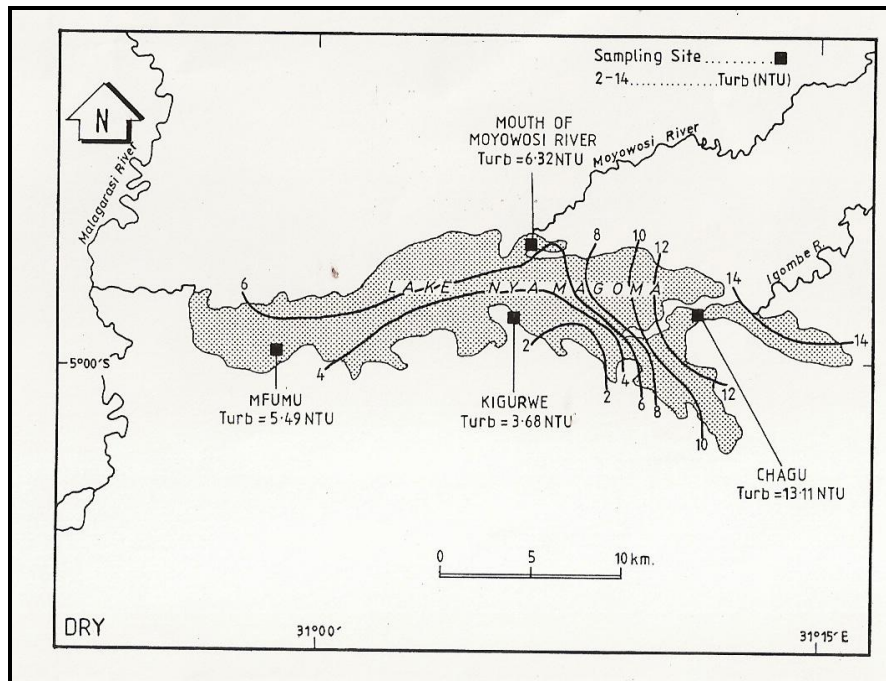 Sampling Site..........■
2-14..............Turb (NTU)
N
MOUTH OF
MOYOWOSI RIVER
Turb = 6·32NTU
Moyowosi River
Malagarasi River
Igombe R.
8
10
12
14
6
LAKE NYAMAGOMA
14
2
4
5°00'S
MFUMU
Turb = 5·49 NTU
KIGURWE
Turb = 3·68 NTU
2
4
6
8
12
10
CHAGU
Turb = 13·11 NTU
0 5 10 km.
DRY
31°00'
31°15'E